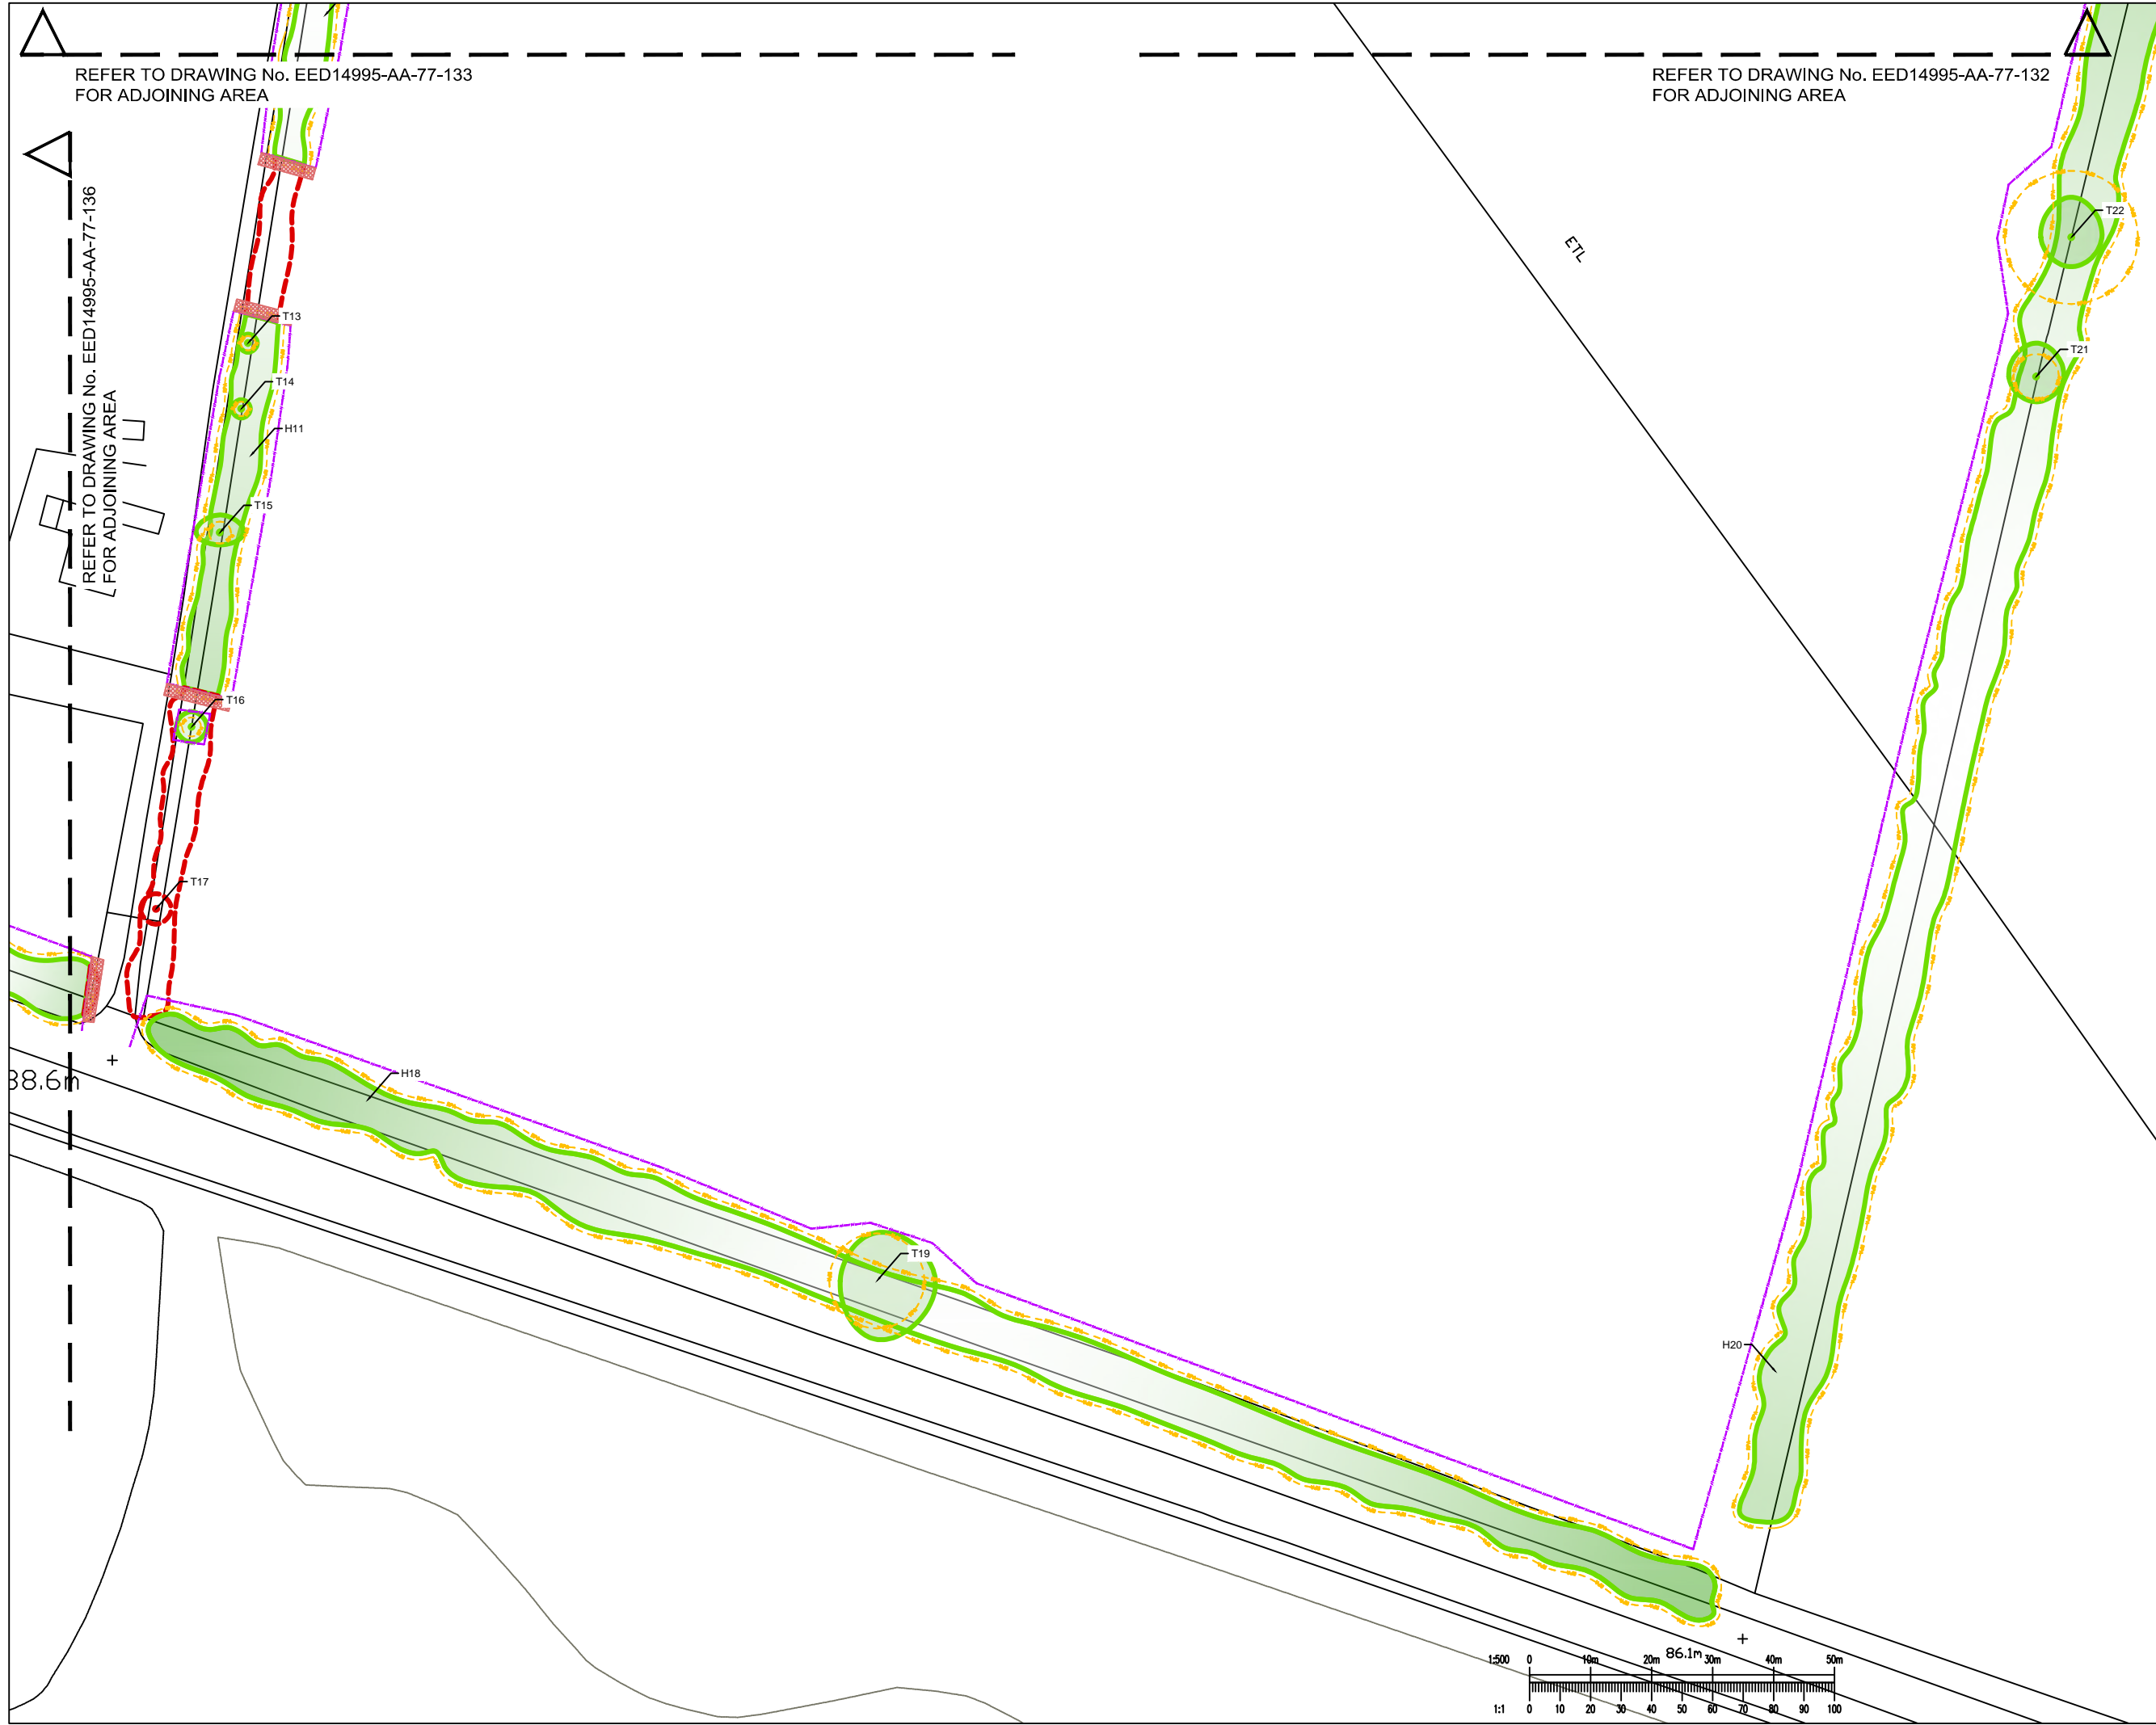 REFER TO DRAWING No. EED14995-AA-77-133
FOR ADJOINING AREA
REFER TO DRAWING No. EED14995-AA-77-132
FOR ADJOINING AREA
REFER TO DRAWING No. EED14995-AA-77-136
FOR ADJOINING AREA
T22
ETL
T13
T21
T14
H11
T15
T16
T17
H18
38.6m
T19
H20
86.1m
1:500 0 10m 20m 30m 40m 50m
1:1 0 10 20 30 40 50 60 70 80 90 100